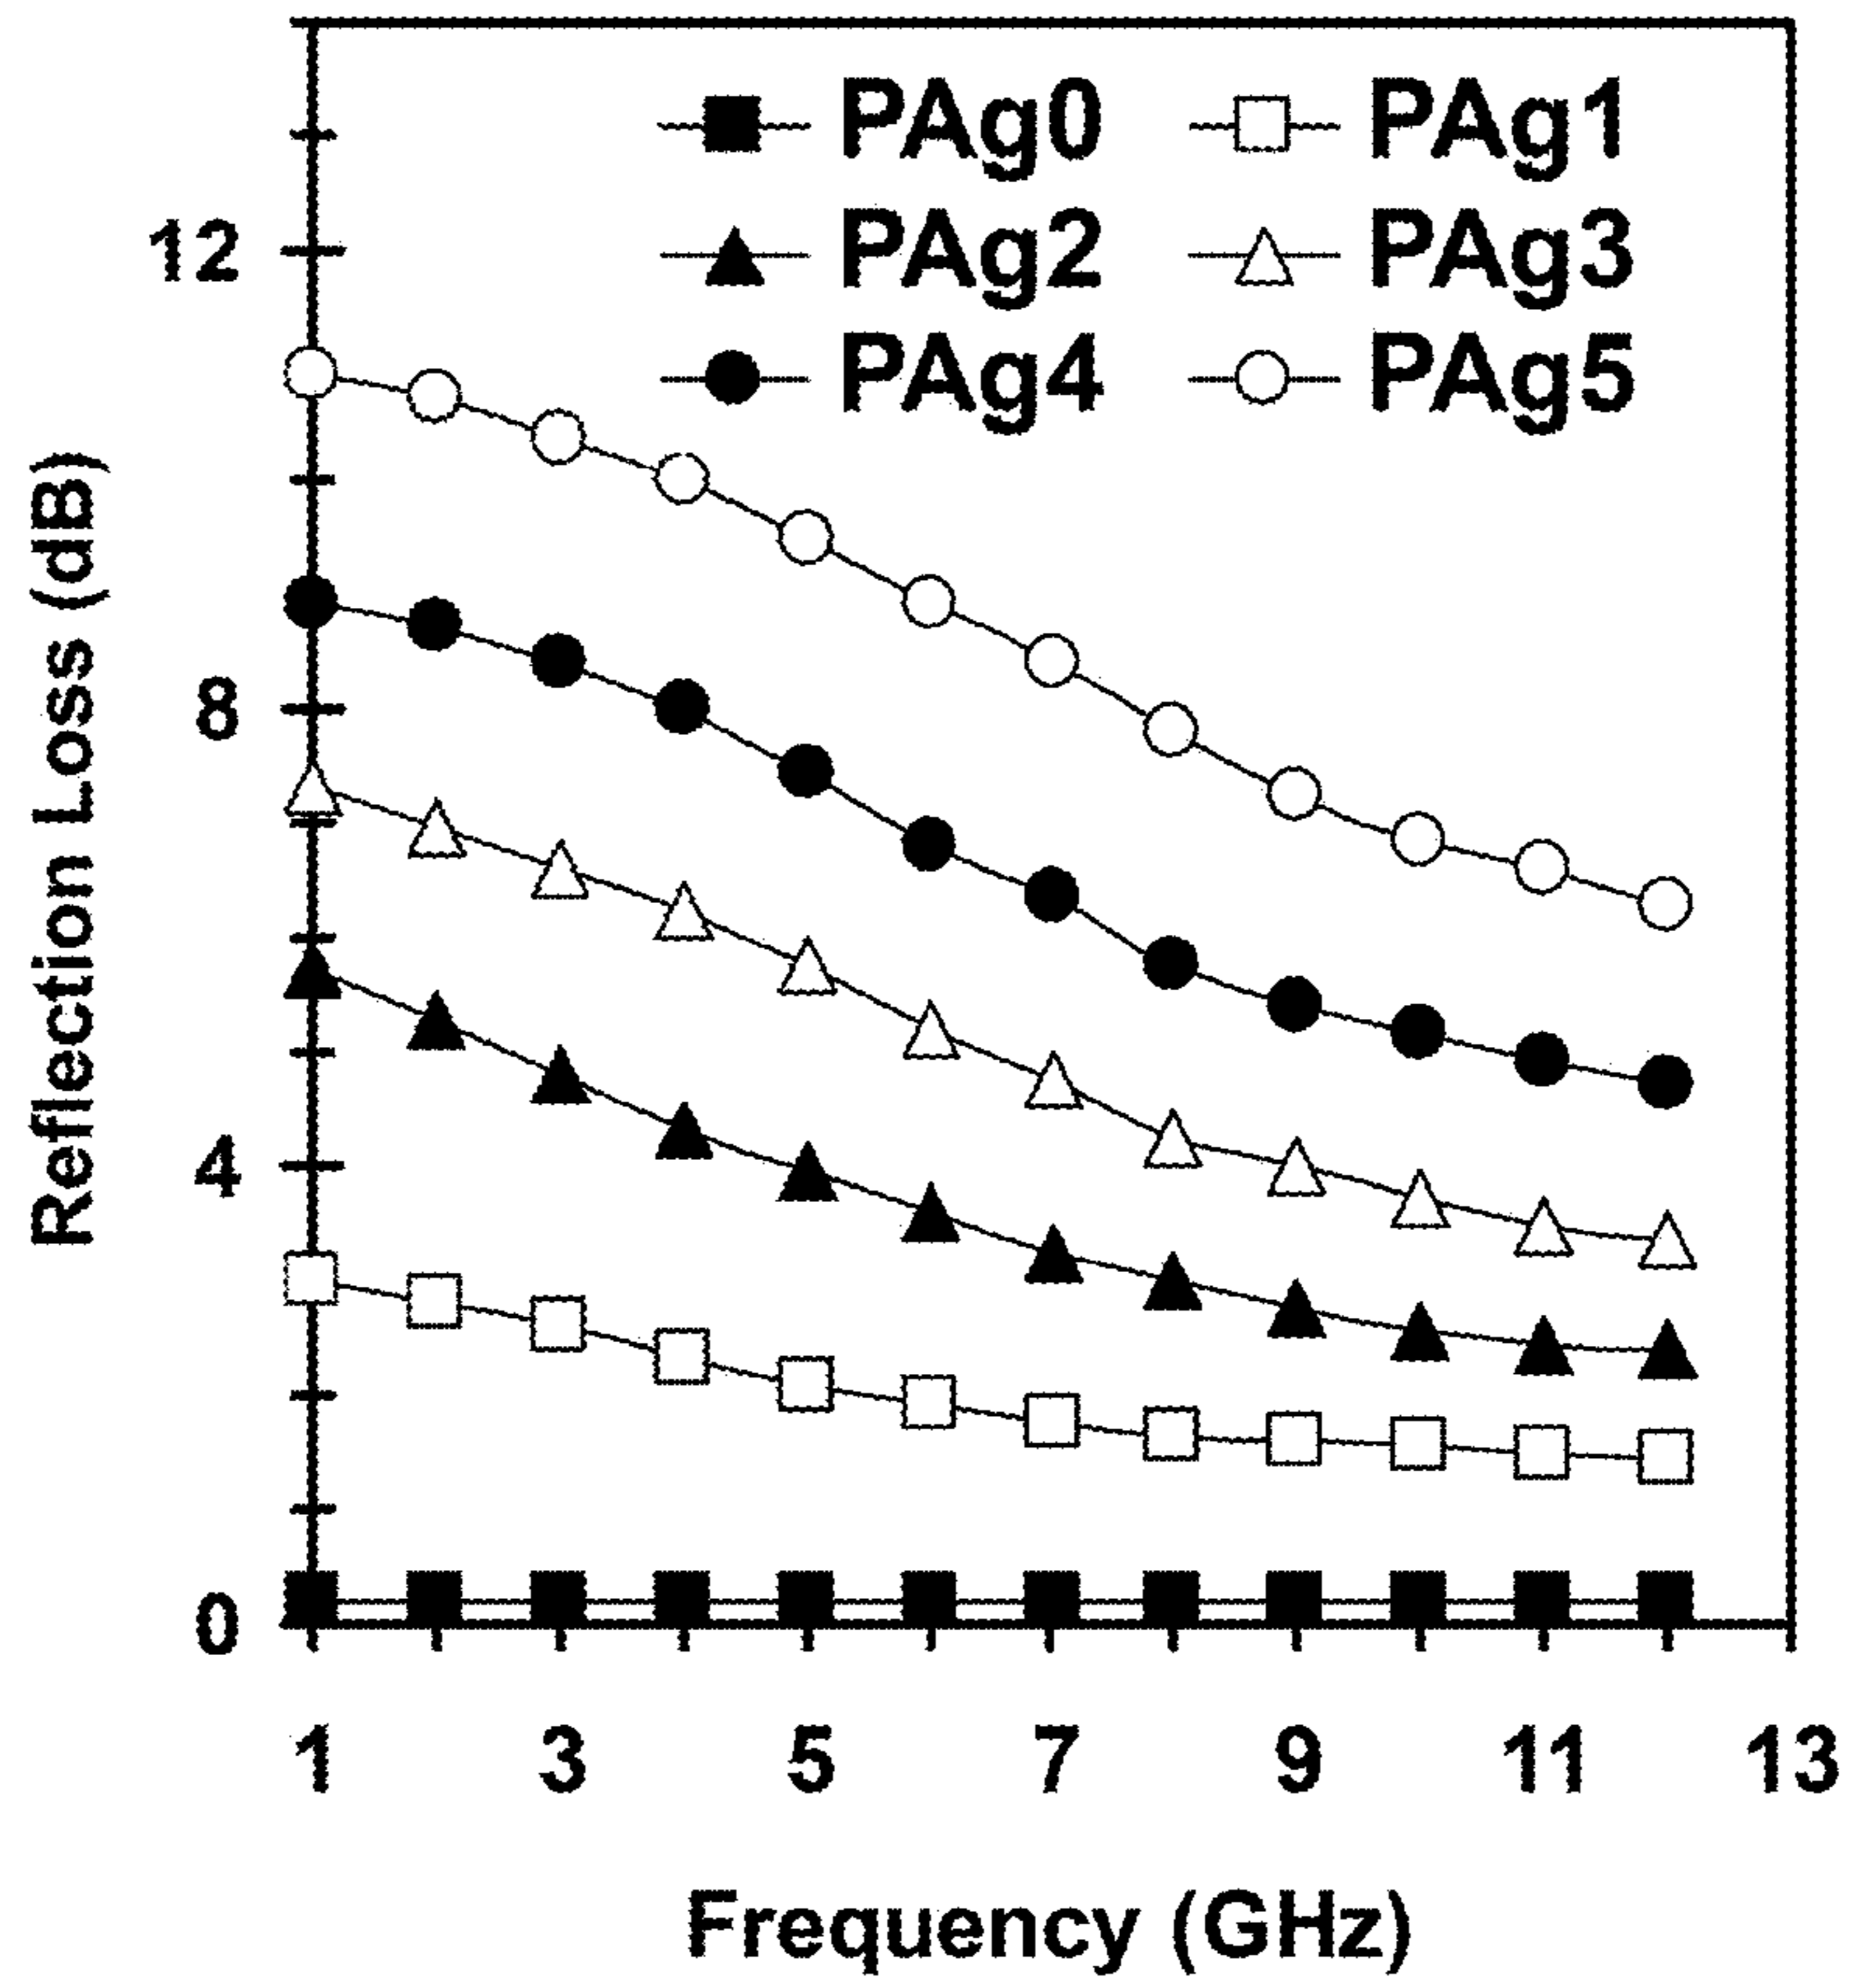 PAg0 PAg1
PAg2 PAg3
PAg4 PAg5
12
8
4
0
Reflection Loss (dB)
1 3 5 7 9 11 13
Frequency (GHz)